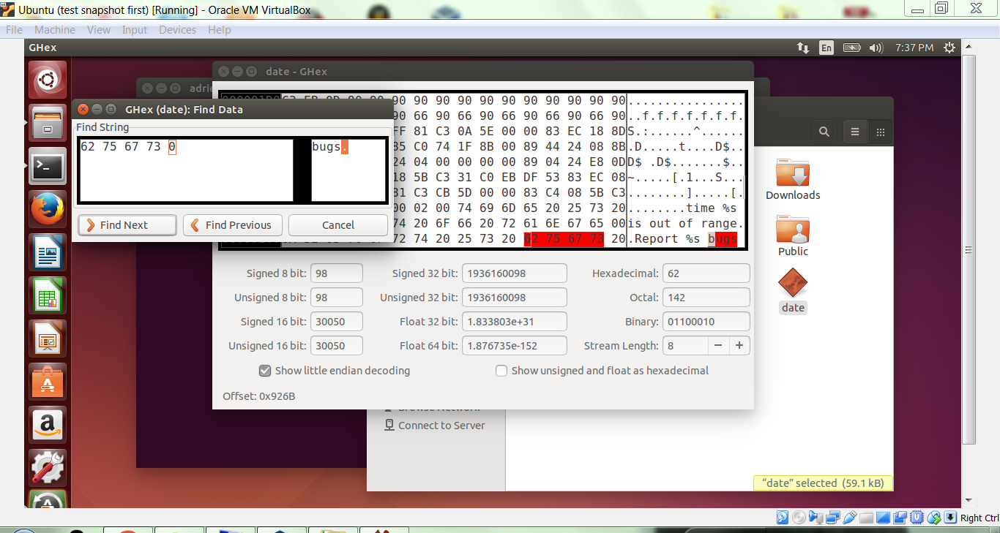 Ubuntu (test snapshot first) [Running] - Oracle VM VirtualBox
File Machine View Input Devices Help
GHex En 7:37 PM
date - GHex
adrie
90 90 90 90 90 90 90 90 90 90 90 ................
90 66 90 66 90 66 90 66 90 66 90 ..f.f.f.f.f.f.f.
FF 81 C3 0A 5E 00 00 83 EC 18 8D S.:......^......
85 C0 74 1F 8B 00 89 44 24 08 8B .D.....t....D$..
24 04 00 00 00 00 89 04 24 E8 0D D$ .D$.......$..
18 5B C3 31 C0 EB DF 53 83 EC 08 ~.....[.1...S...
81 C3 CB 5D 00 00 83 C4 08 5B C3 ........].....[.
00 02 00 74 69 6D 65 20 25 73 20 ........time %s
74 20 6F 66 20 72 61 6E 67 65 00 is out of range.
72 74 20 25 73 20 62 75 67 73 20 .Report %s bugs
GHex (date): Find Data
Find String
62 75 67 73 0 bugs.
Find Next Find Previous Cancel
Signed 8 bit: 98 Signed 32 bit: 1936160098 Hexadecimal: 62
Unsigned 8 bit: 98 Unsigned 32 bit: 1936160098 Octal: 142
Signed 16 bit: 30050 Float 32 bit: 1.833803e+31 Binary: 01100010
Unsigned 16 bit: 30050 Float 64 bit: 1.876735e-152 Stream Length: 8 − +
Show little endian decoding Show unsigned and float as hexadecimal
Offset: 0x926B
Connect to Server
Downloads
Public
date
“date” selected (59.1 kB)
Right Ctrl